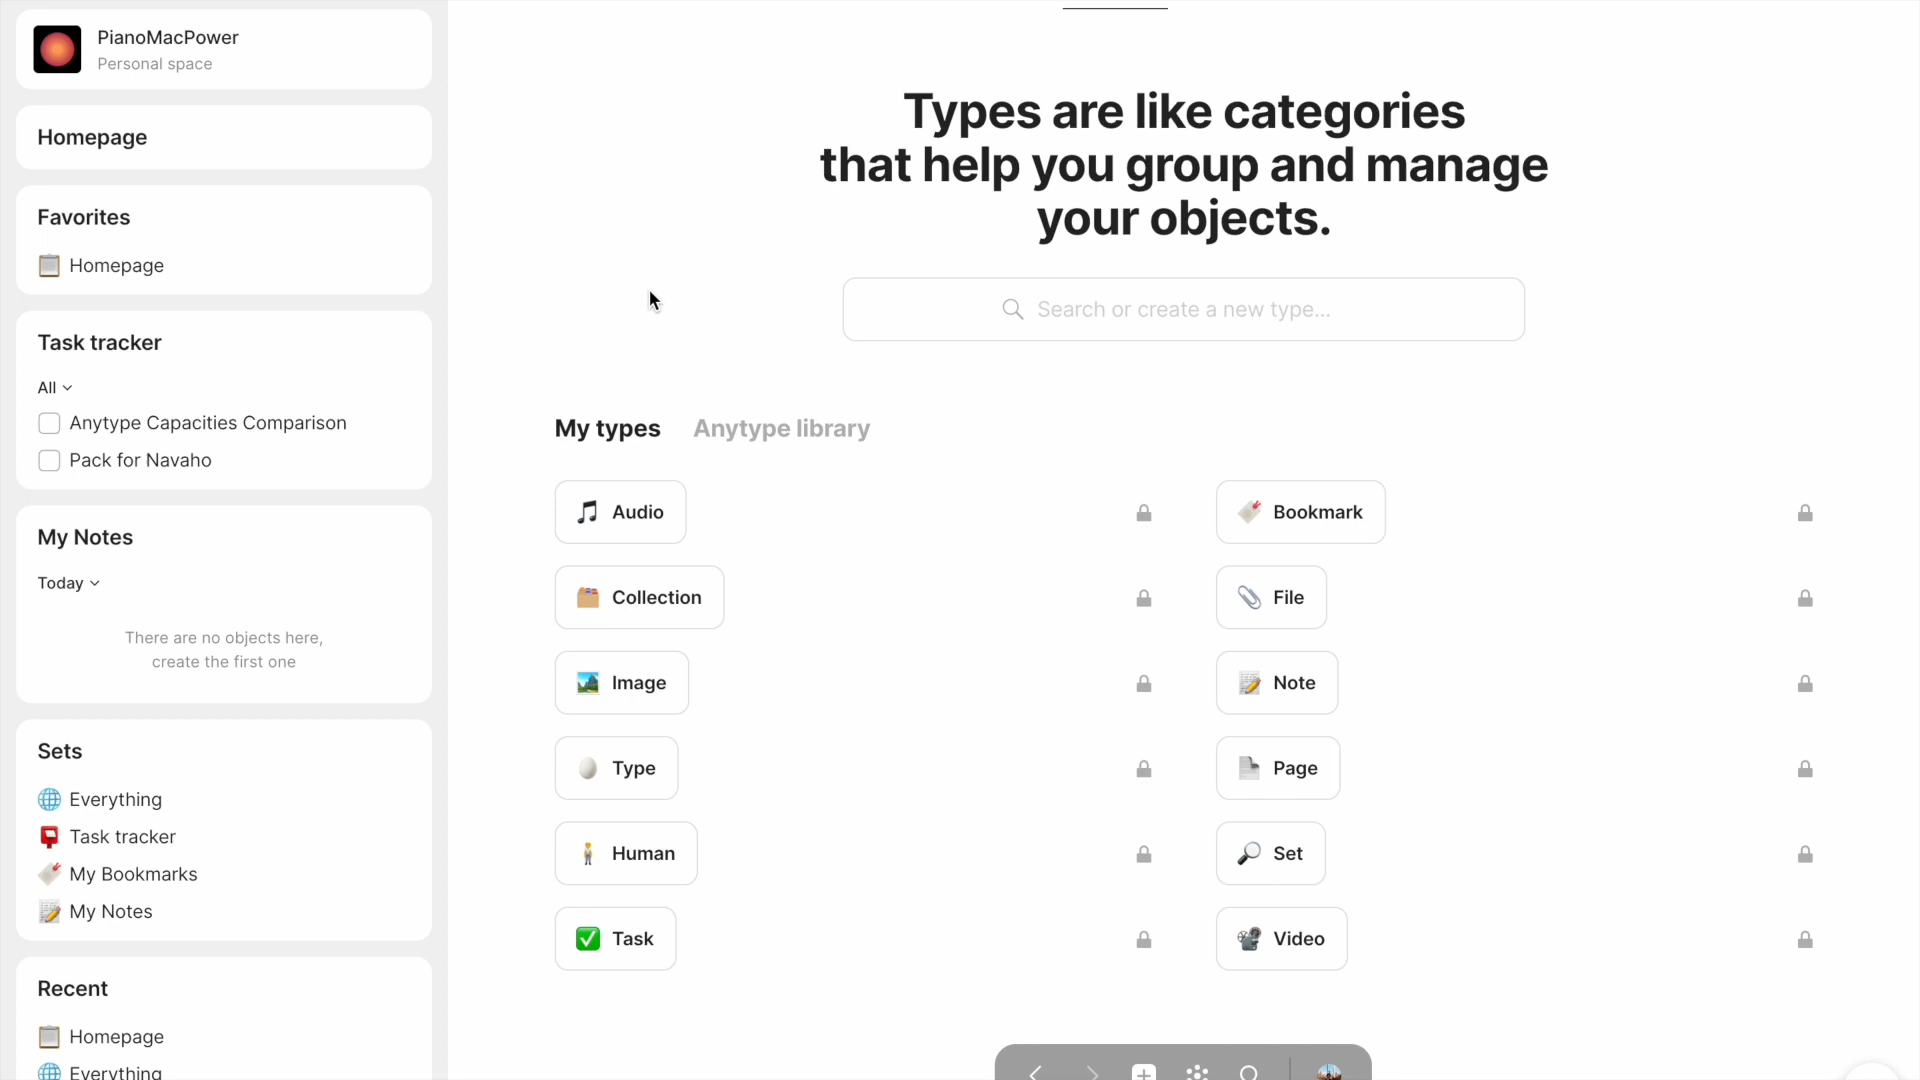 PianoMacPower
Personal space
Homepage
Favorites
Homepage
Task tracker
All
Anytype Capacities Comparison
Pack for Navaho
My Notes
Today
There are no objects here,
create the first one
Sets
Everything
Task tracker
My Bookmarks
My Notes
Recent
Homepage
Everything
Types are like categories
that help you group and manage
your objects.
Search or create a new type...
My types Anytype library
Audio Bookmark
Collection File
Image Note
Type Page
Human Set
Task Video